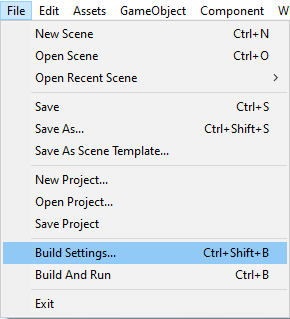 File Edit Assets GameObject Component W
New Scene Ctrl+N
Open Scene Ctrl+O
Open Recent Scene >
Save Ctrl+S
Save As... Ctrl+Shift+S
Save As Scene Template...
New Project...
Open Project...
Save Project
Build Settings... Ctrl+Shift+B
Build And Run Ctrl+B
Exit